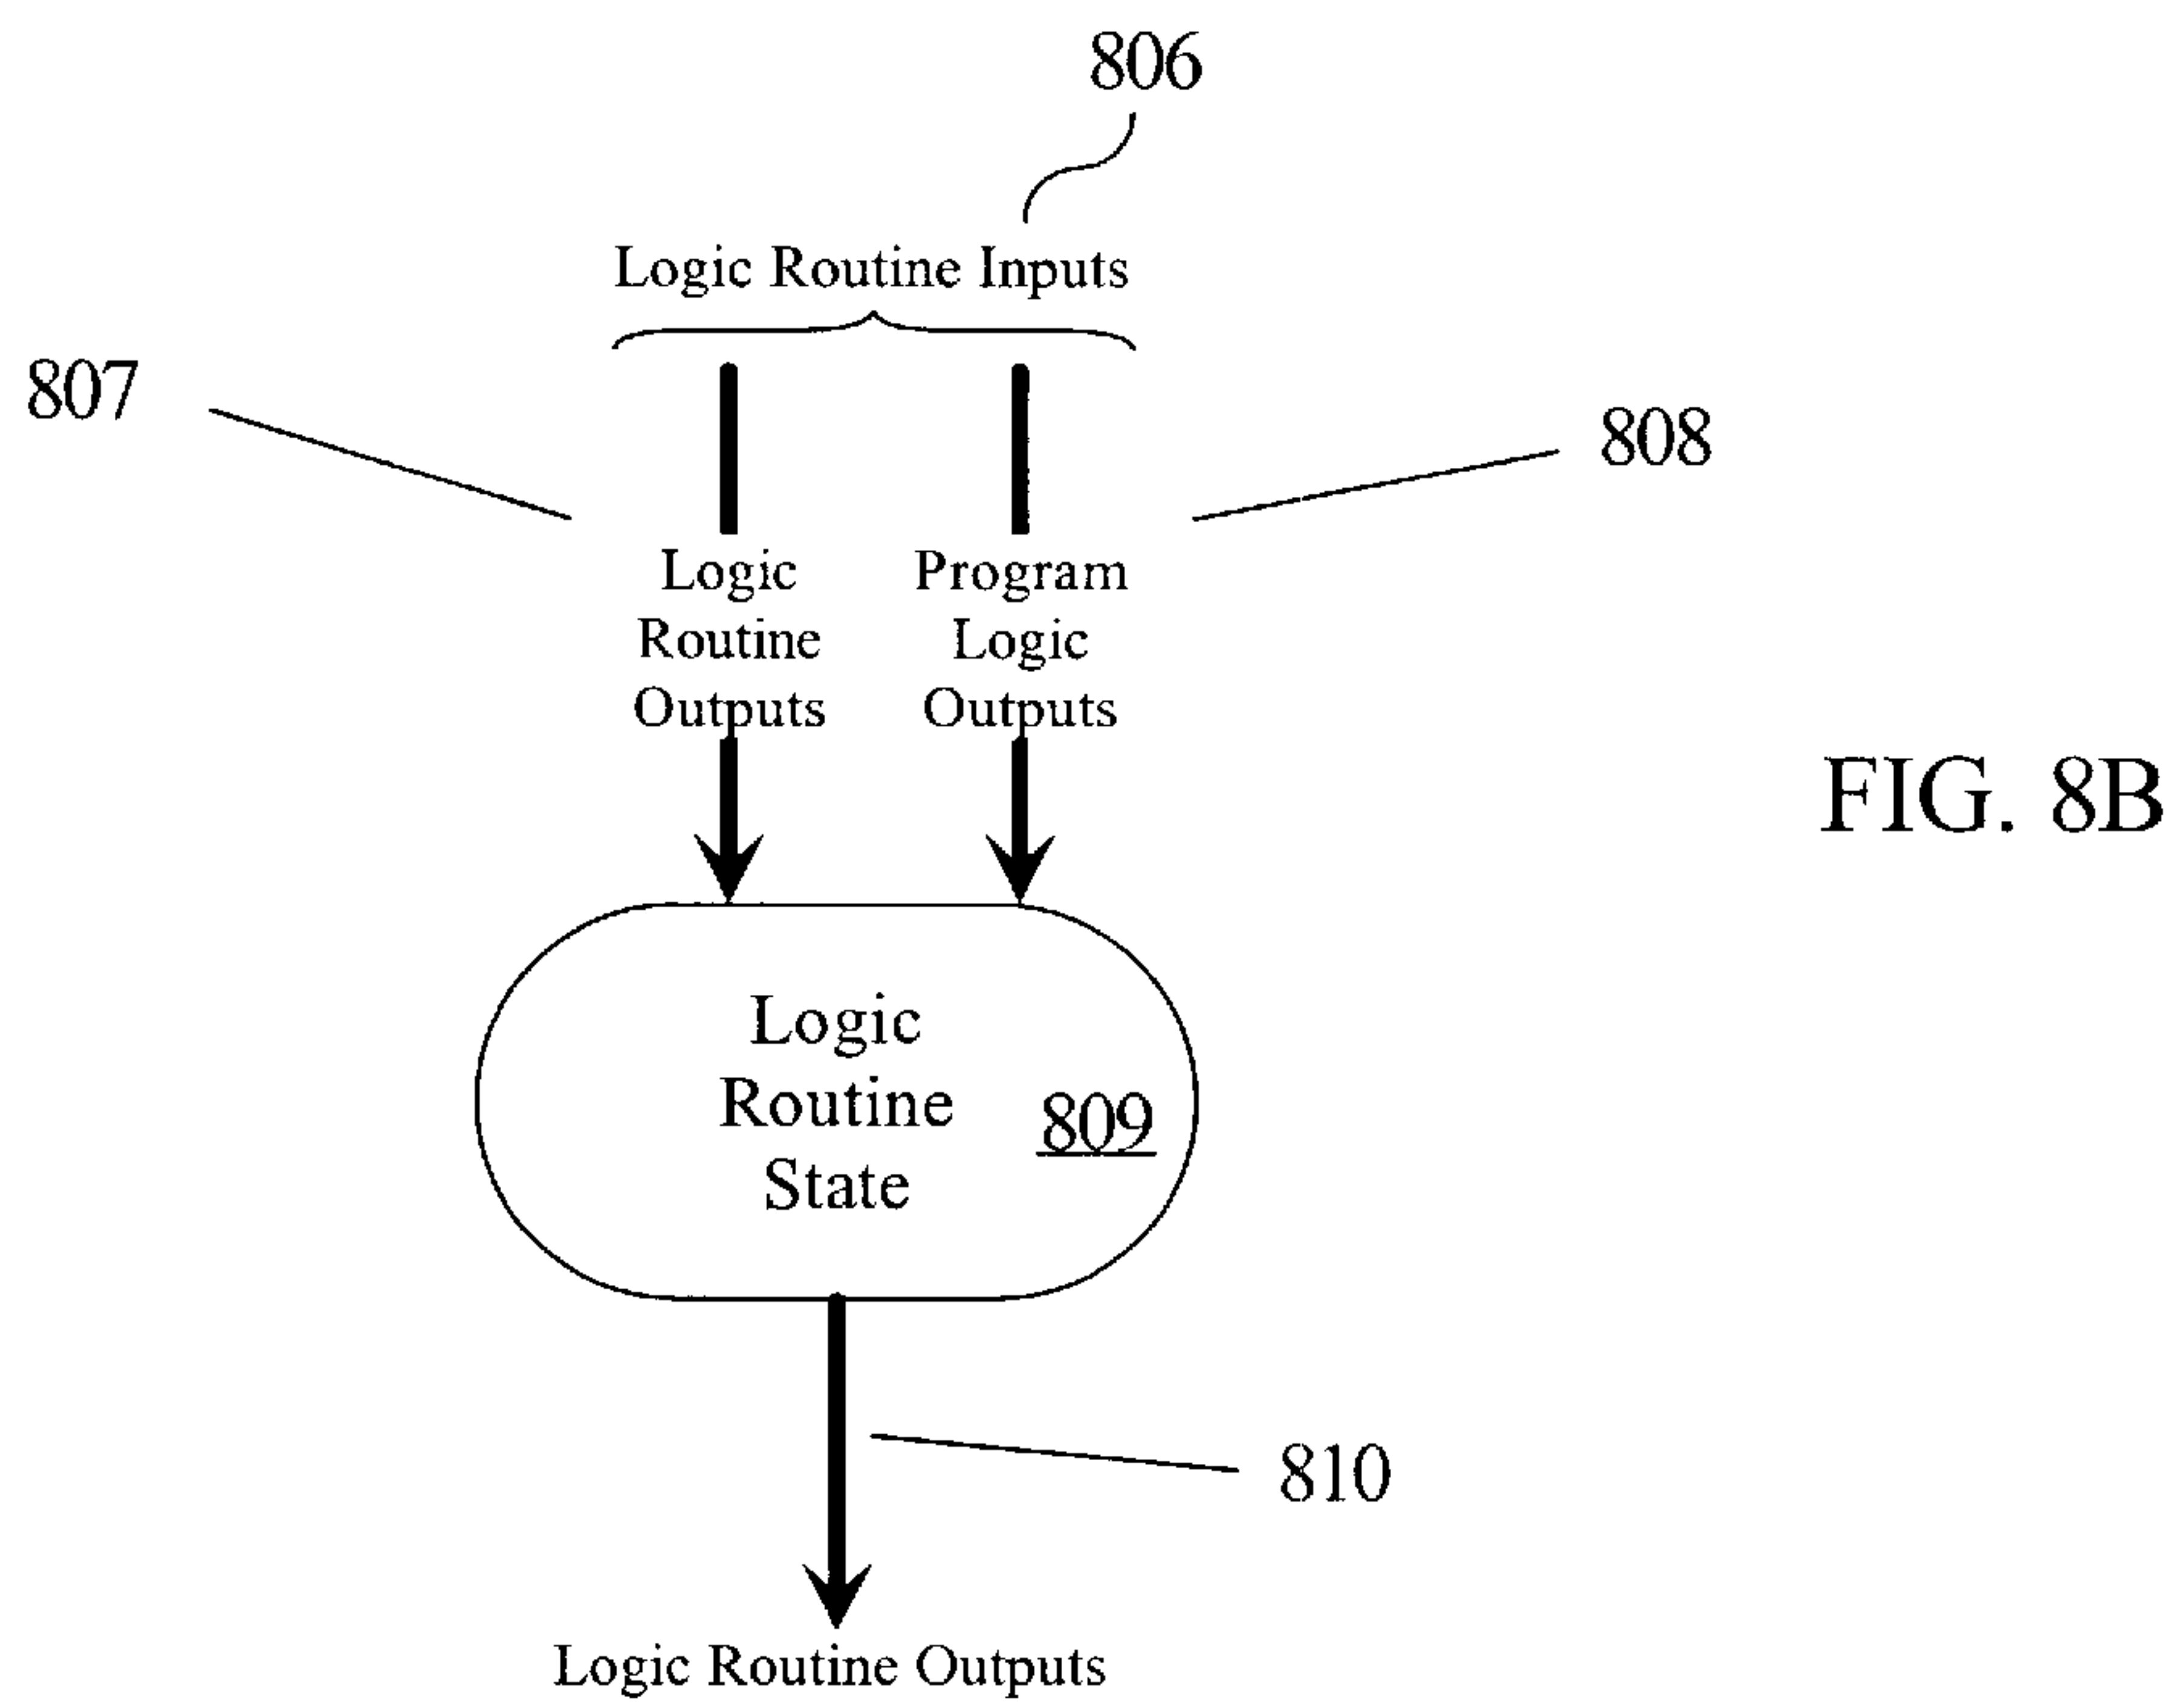 806
Logic Routine Inputs
807
808
Logic
Routine
Outputs
Program
Logic
Outputs
FIG. 8B
Logic
Routine
State
809
810
Logic Routine Outputs